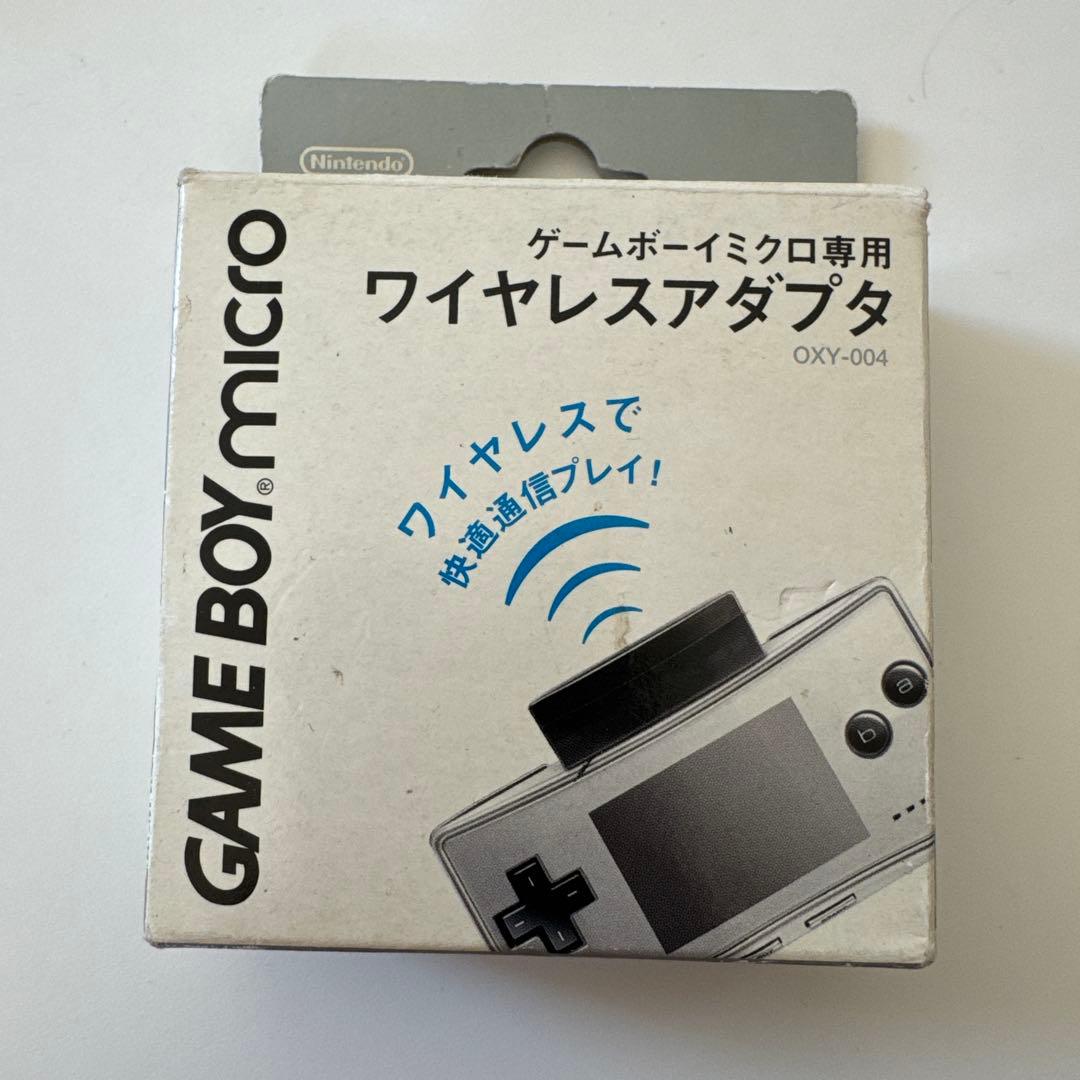 Nintendo
GAME BOY® micro
ゲームボーイミクロ専用
ワイヤレスアダプタ
OXY-004
ワイヤレスで
快適通信プレイ!
a
b